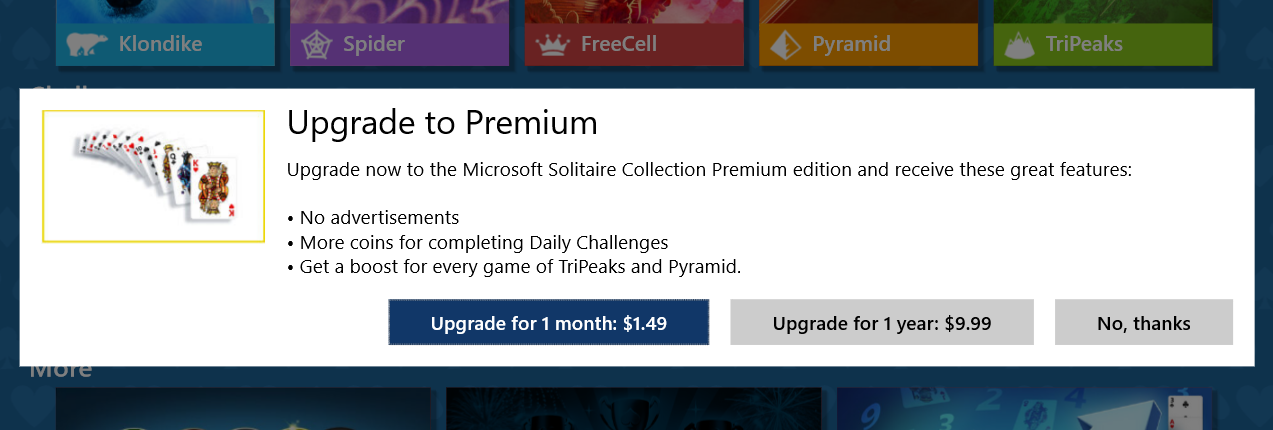 Klondike
Spider
FreeCell
Pyramid
TriPeaks
Upgrade to Premium
Upgrade now to the Microsoft Solitaire Collection Premium edition and receive these great features:
• No advertisements
• More coins for completing Daily Challenges
• Get a boost for every game of TriPeaks and Pyramid.
Upgrade for 1 month: $1.49
Upgrade for 1 year: $9.99
No, thanks
More